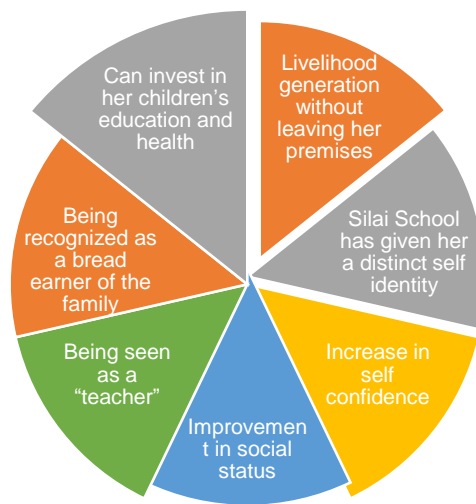 Livelihood
generation
without
leaving her
premises
Silai School
has given her
a distinct self
identity
Increase in
self
confidence
Improvemen
t in social
status
Being seen
as a
“teacher”
Being
recognized as
a bread
earner of the
family
Can invest in
her children’s
education and
health